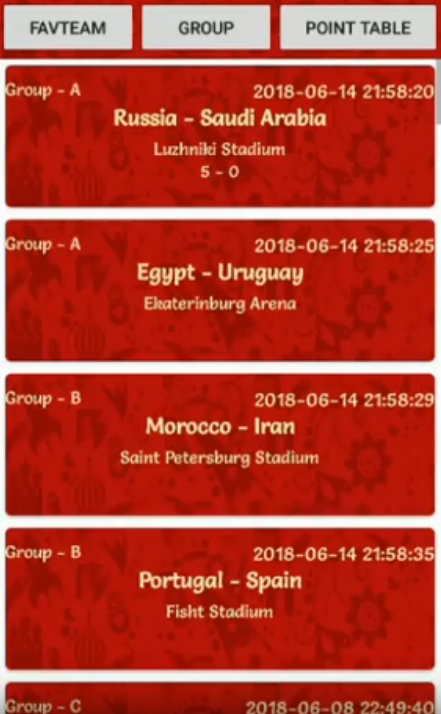 FAVTEAM GROUP POINT TABLE
Group - A 2018-06-14 21:58:20
Russia - Saudi Arabia
Luzhniki Stadium
5 - 0
Group - A 2018-06-14 21:58:25
Egypt - Uruguay
Ekaterinburg Arena
Group - B 2018-06-14 21:58:29
Morocco - Iran
Saint Petersburg Stadium
Group - B 2018-06-14 21:58:35
Portugal - Spain
Fisht Stadium
Group - C 2018-06-08 22:49:40